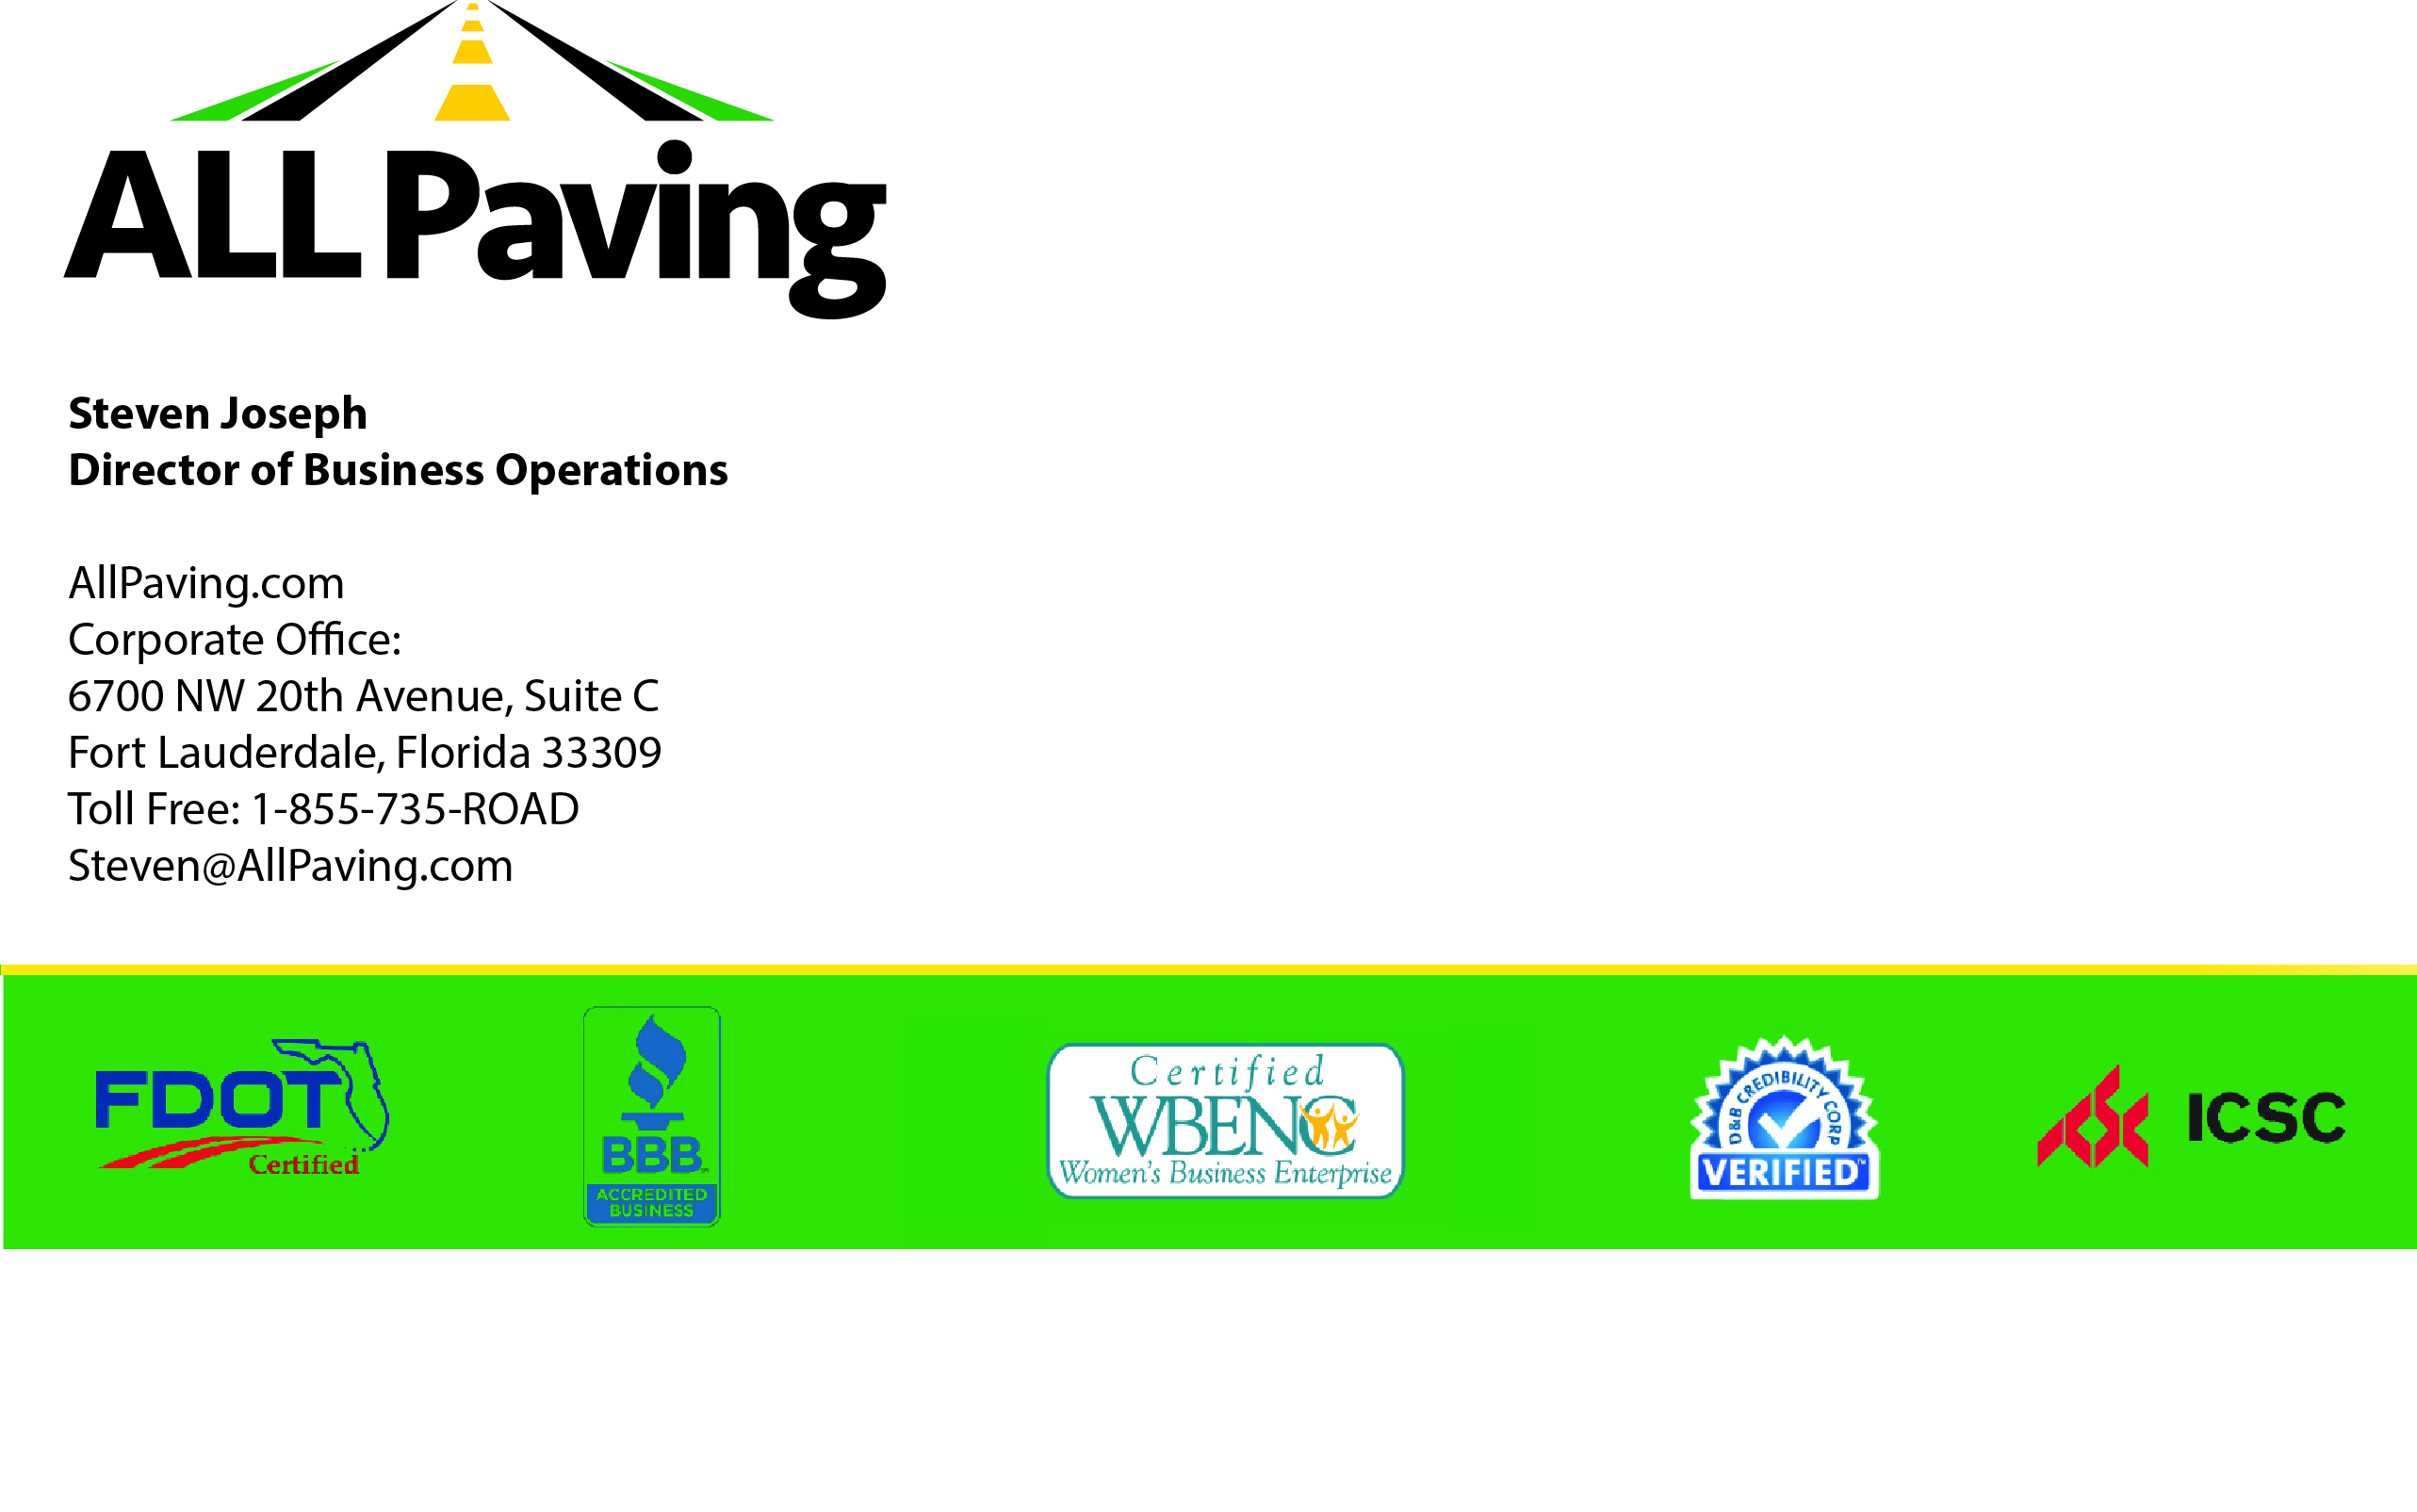 ALL Paving
Steven Joseph
Director of Business Operations
AllPaving.com
Corporate Office:
6700 NW 20th Avenue, Suite C
Fort Lauderdale, Florida 33309
Toll Free: 1-855-735-ROAD
Steven@AllPaving.com
FDOT
Certified
BBB
ACCREDITED
BUSINESS
Certified
WBENC
Women's Business Enterprise
D&B CREDIBILITY CORP
VERIFIED™
ICSC